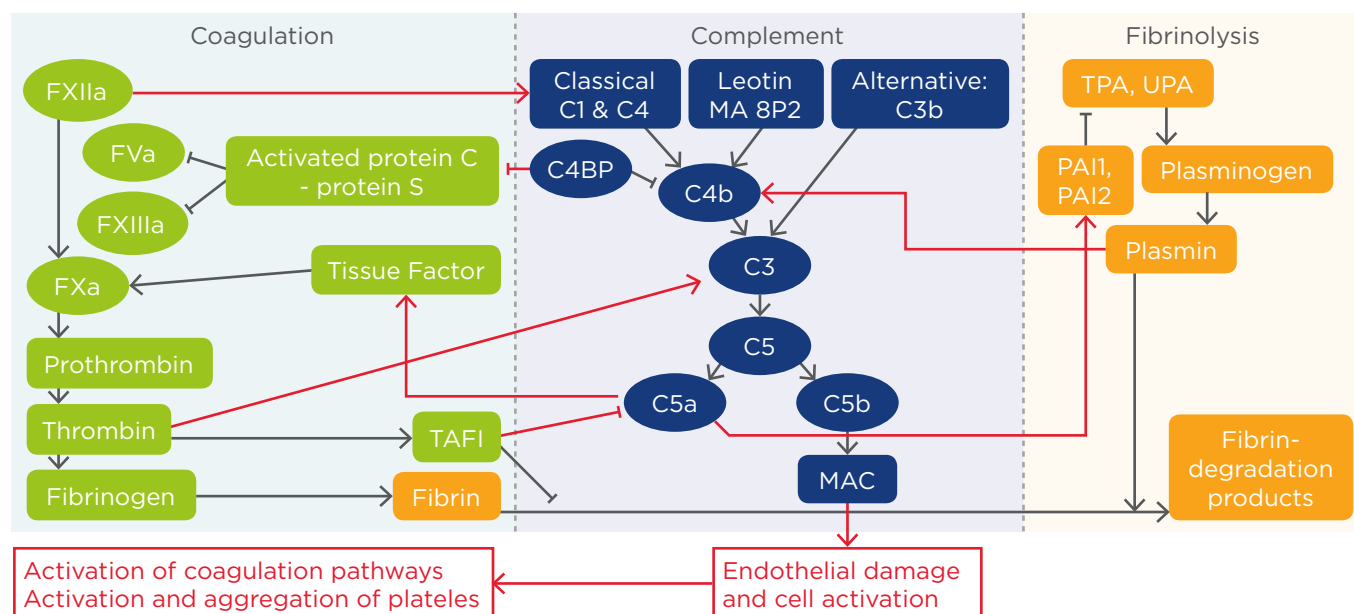 Coagulation
Complement
Fibrinolysis
FXIIa
Classical
C1 & C4
Leotin
MA 8P2
Alternative:
C3b
TPA, UPA
FVa
Activated protein C
- protein S
C4BP
C4b
PAI1,
PAI2
Plasminogen
FXIIIa
Plasmin
FXa
Tissue Factor
C3
Prothrombin
C5
Thrombin
TAFI
C5a
C5b
Fibrin-
degradation
products
Fibrinogen
Fibrin
MAC
Activation of coagulation pathways
Activation and aggregation of plateles
Endothelial damage
and cell activation